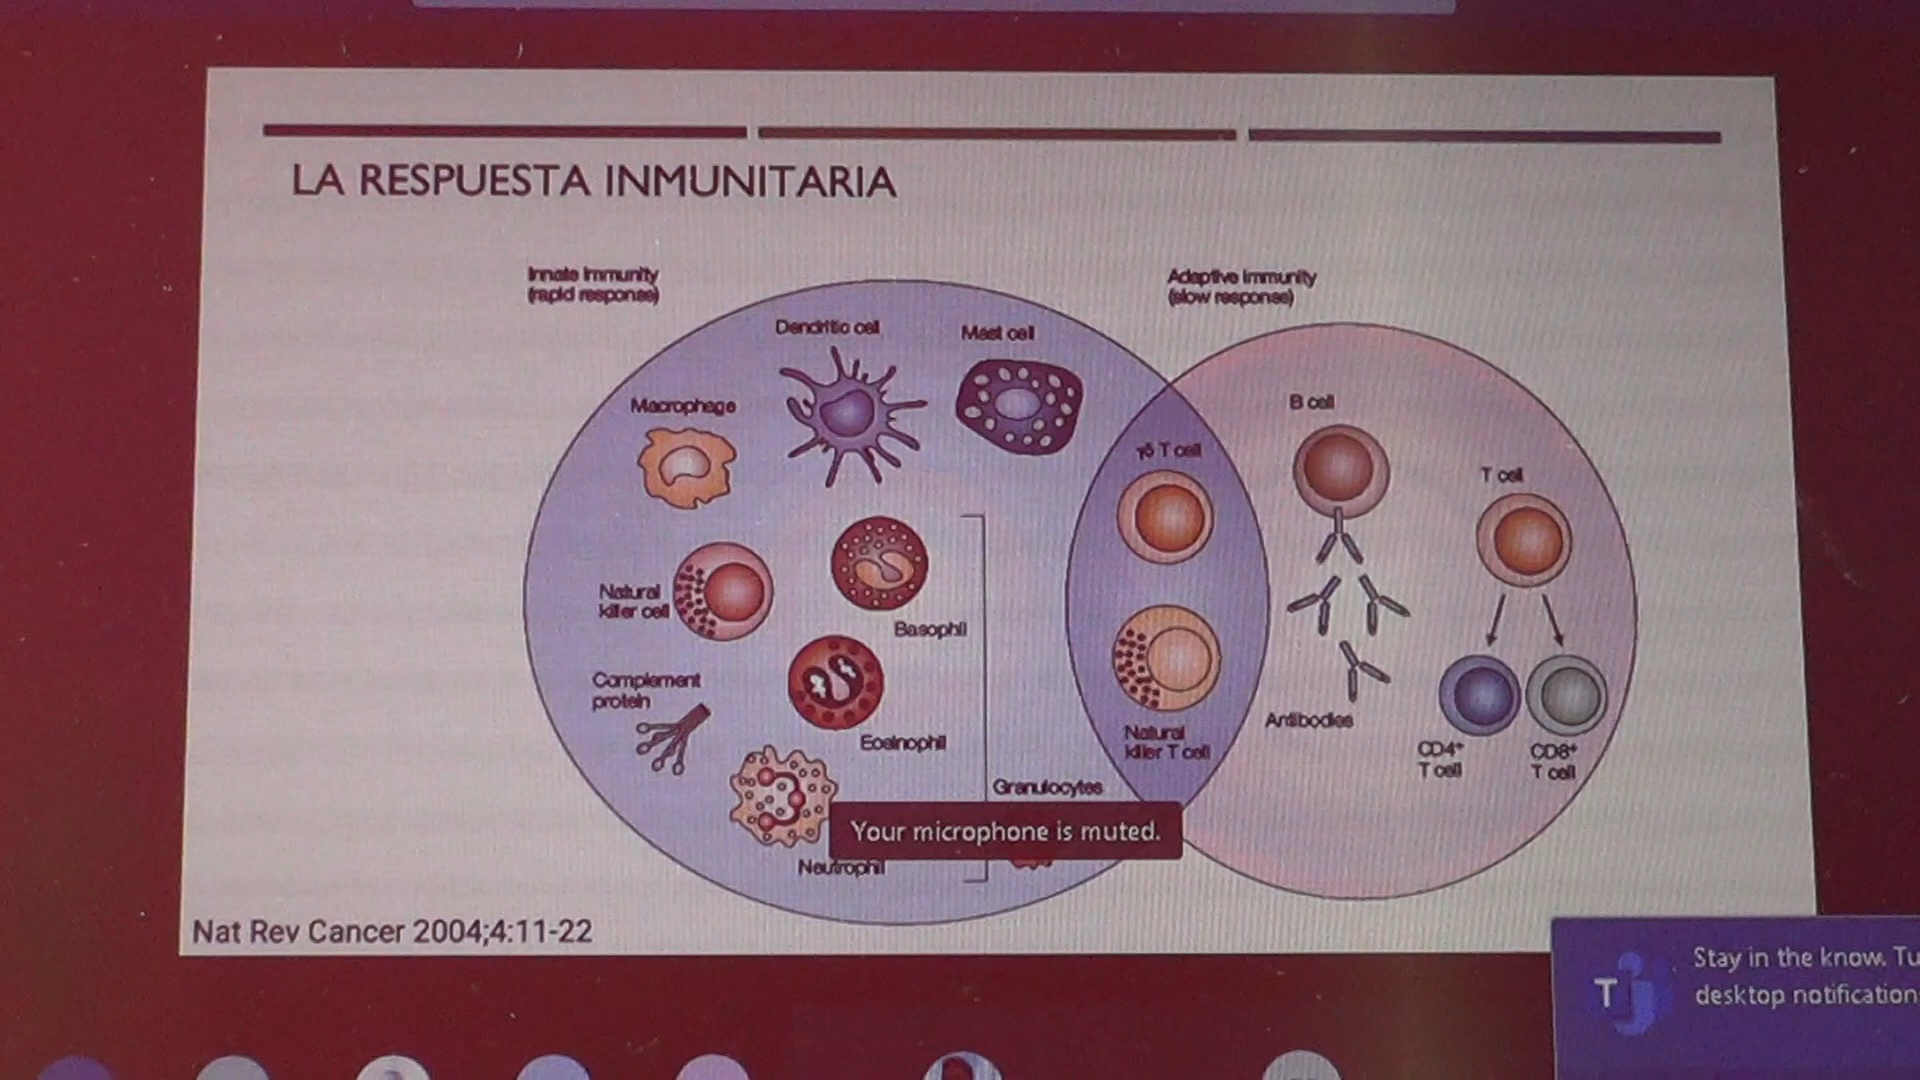 LA RESPUESTA INMUNITARIA
Innate immunity
(rapid response)
Adaptive immunity
(slow response)
Dendritic cell
Mast cell
Macrophage
B cell
γδ T cell
T cell
Natural
killer cell
Basophil
Complement
protein
Antibodies
Eosinophil
Natural
killer T cell
CD4+
T cell
CD8+
T cell
Granulocytes
Your microphone is muted.
Neutrophil
Nat Rev Cancer 2004;4:11-22
Stay in the know. Tu
desktop notification
T